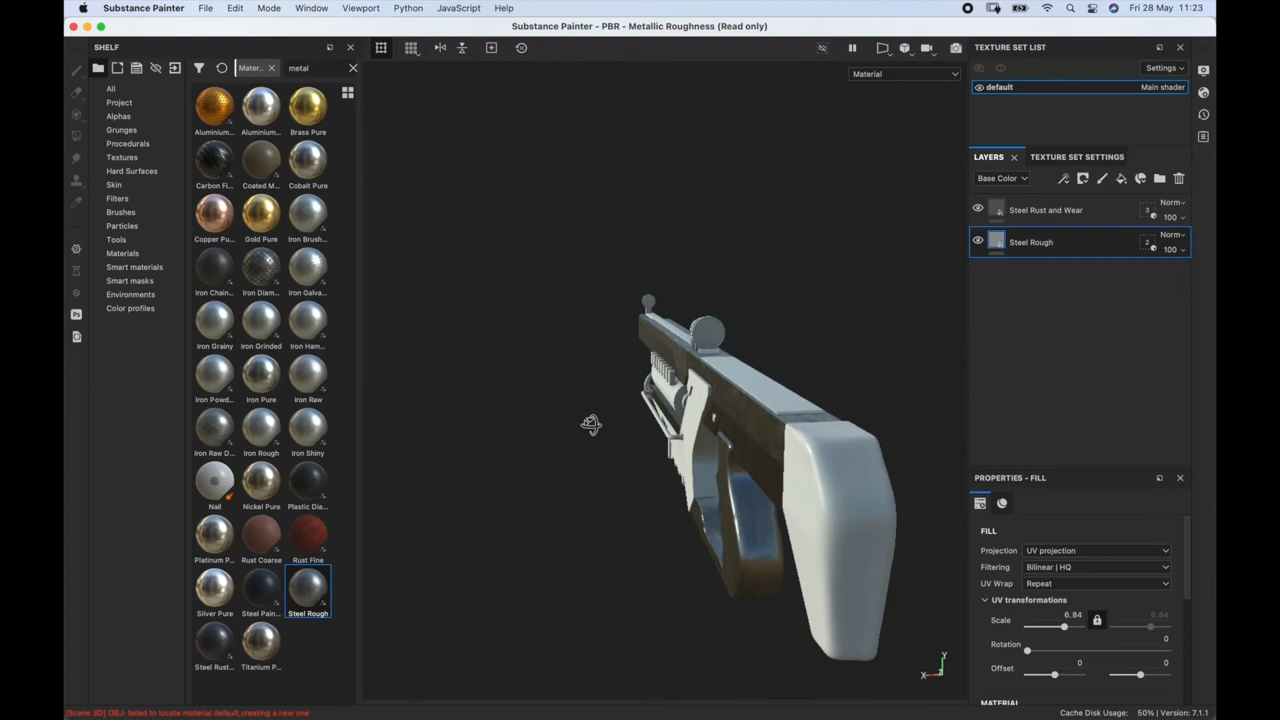 Substance Painter File Edit Mode Window Viewport Python JavaScript Help Fri 28 May 11:23
Substance Painter - PBR - Metallic Roughness (Read only)
SHELF
Mater... metal
All
Project
Alphas
Grunges
Procedurals
Textures
Hard Surfaces
Skin
Filters
Brushes
Particles
Tools
Materials
Smart materials
Smart masks
Environments
Color profiles
Aluminium... Aluminium... Brass Pure
Carbon Fi... Coated M... Cobalt Pure
Copper Pu... Gold Pure Iron Brush...
Iron Chain... Iron Diam... Iron Galva...
Iron Grainy Iron Grinded Iron Ham...
Iron Powd... Iron Pure Iron Raw
Iron Raw D... Iron Rough Iron Shiny
Nail Nickel Pure Plastic Dia...
Platinum P... Rust Coarse Rust Fine
Silver Pure Steel Pain... Steel Rough
Steel Rust... Titanium P...
Ps
Material
Y
X
TEXTURE SET LIST
Settings
default Main shader
LAYERS TEXTURE SET SETTINGS
Base Color
Steel Rust and Wear 3 Norm
100
Steel Rough 2 Norm
100
PROPERTIES - FILL
FILL
Projection UV projection
Filtering Bilinear | HQ
UV Wrap Repeat
UV transformations
Scale 6.84 6.84
Rotation 0
Offset 0 0
MATERIAL
[Scene 3D] OBJ: failed to locate material default,creating a new one
Cache Disk Usage: 50% | Version: 7.1.1